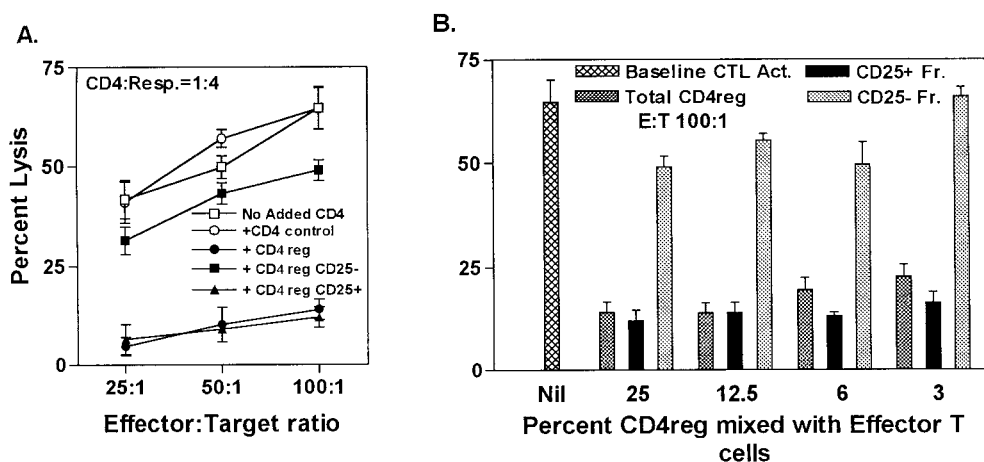 A.
75
50
25
0
Percent Lysis
CD4:Resp.=1:4
No Added CD4
+CD4 control
+ CD4 reg
+ CD4 reg CD25-
+ CD4 reg CD25+
25:1
50:1
100:1
Effector:Target ratio
B.
75
50
25
0
Baseline CTL Act.
CD25+ Fr.
Total CD4reg
CD25- Fr.
E:T 100:1
Nil
25
12.5
6
3
Percent CD4reg mixed with Effector T
cells